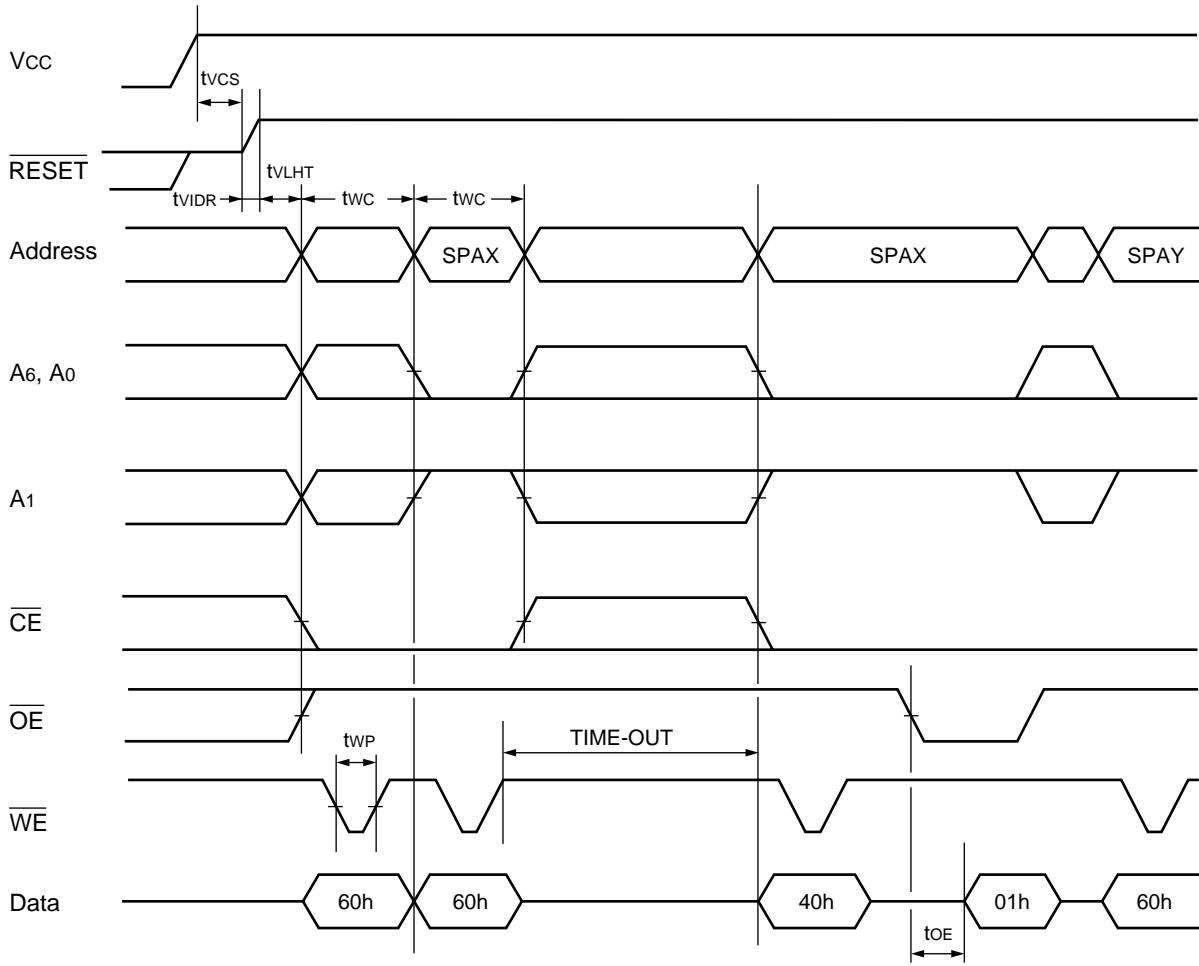 VCC
tVCS
RESET
tVLHT
tVIDR
tWC
tWC
Address
SPAX
SPAX
SPAY
A6, A0
A1
CE
OE
TIME-OUT
tWP
WE
Data
60h
60h
40h
01h
60h
tOE